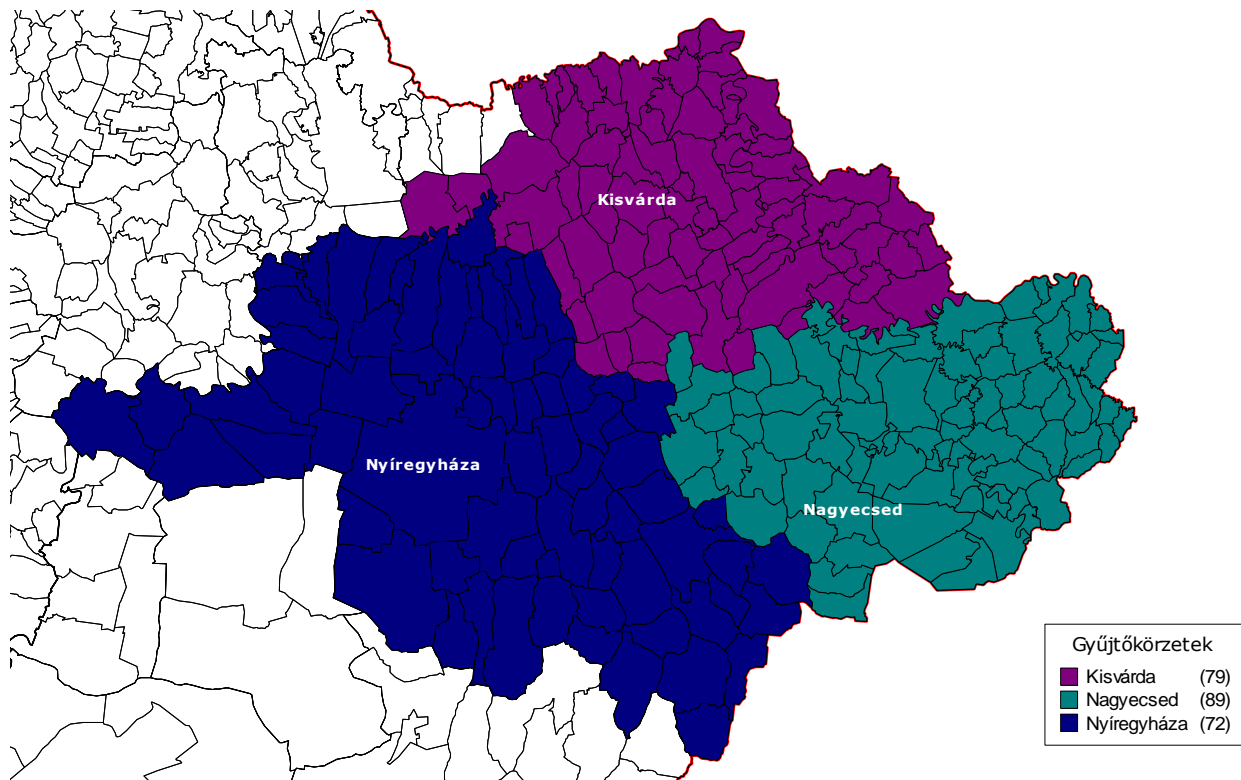 Kisvárda
Nyíregyháza
Nagyecsed
Gyűjtőkörzetek
Kisvárda (79)
Nagyecsed (89)
Nyíregyháza (72)